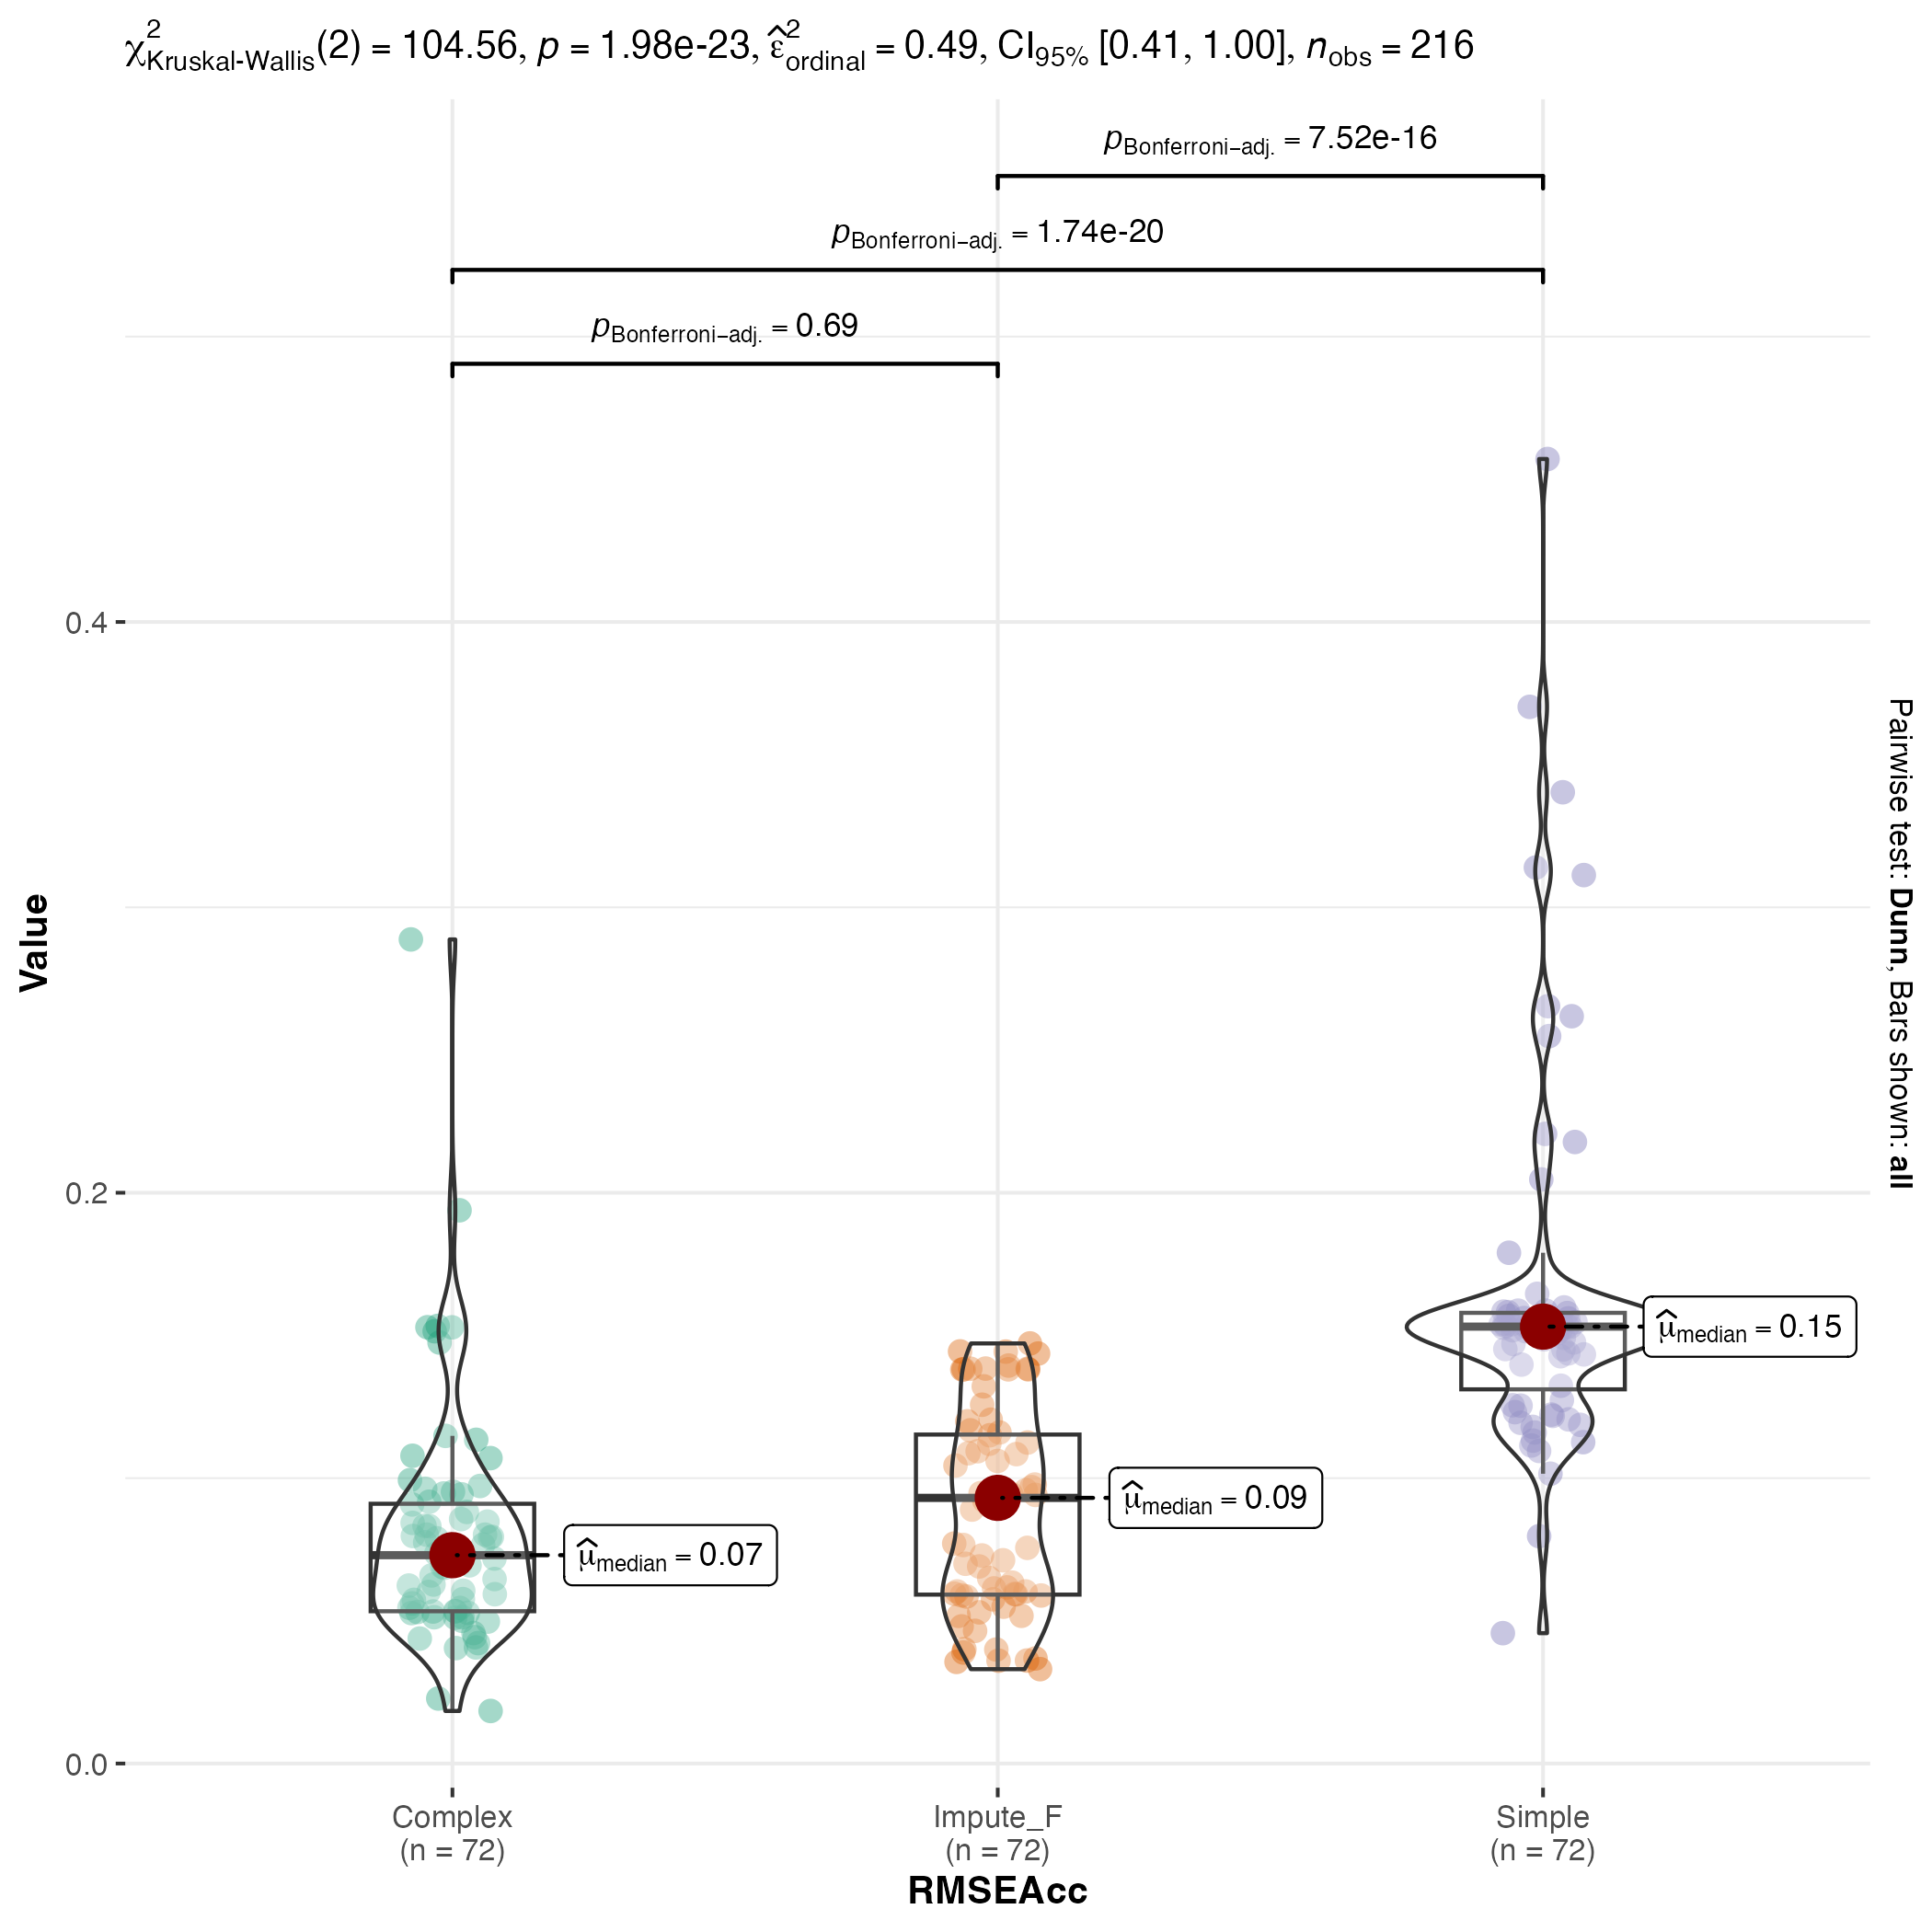 χ²Kruskal-Wallis(2) = 104.56, p = 1.98e-23, ε̂²ordinal = 0.49, CI95% [0.41, 1.00], nobs = 216
pBonferroni−adj. = 7.52e-16
pBonferroni−adj. = 1.74e-20
pBonferroni−adj. = 0.69
0.4
0.2
0.0
Value
μ̂median = 0.07
μ̂median = 0.09
μ̂median = 0.15
Pairwise test: Dunn, Bars shown: all
Complex
(n = 72)
Impute_F
(n = 72)
Simple
(n = 72)
RMSEAcc